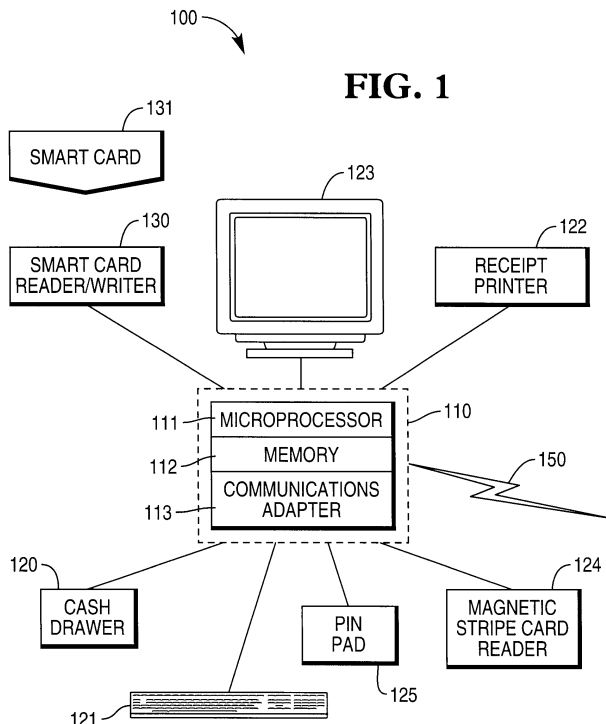 100
FIG. 1
131
SMART CARD
123
130
SMART CARD
READER/WRITER
122
RECEIPT
PRINTER
111
MICROPROCESSOR
110
112
MEMORY
113
COMMUNICATIONS
ADAPTER
150
120
CASH
DRAWER
PIN
PAD
125
124
MAGNETIC
STRIPE CARD
READER
121